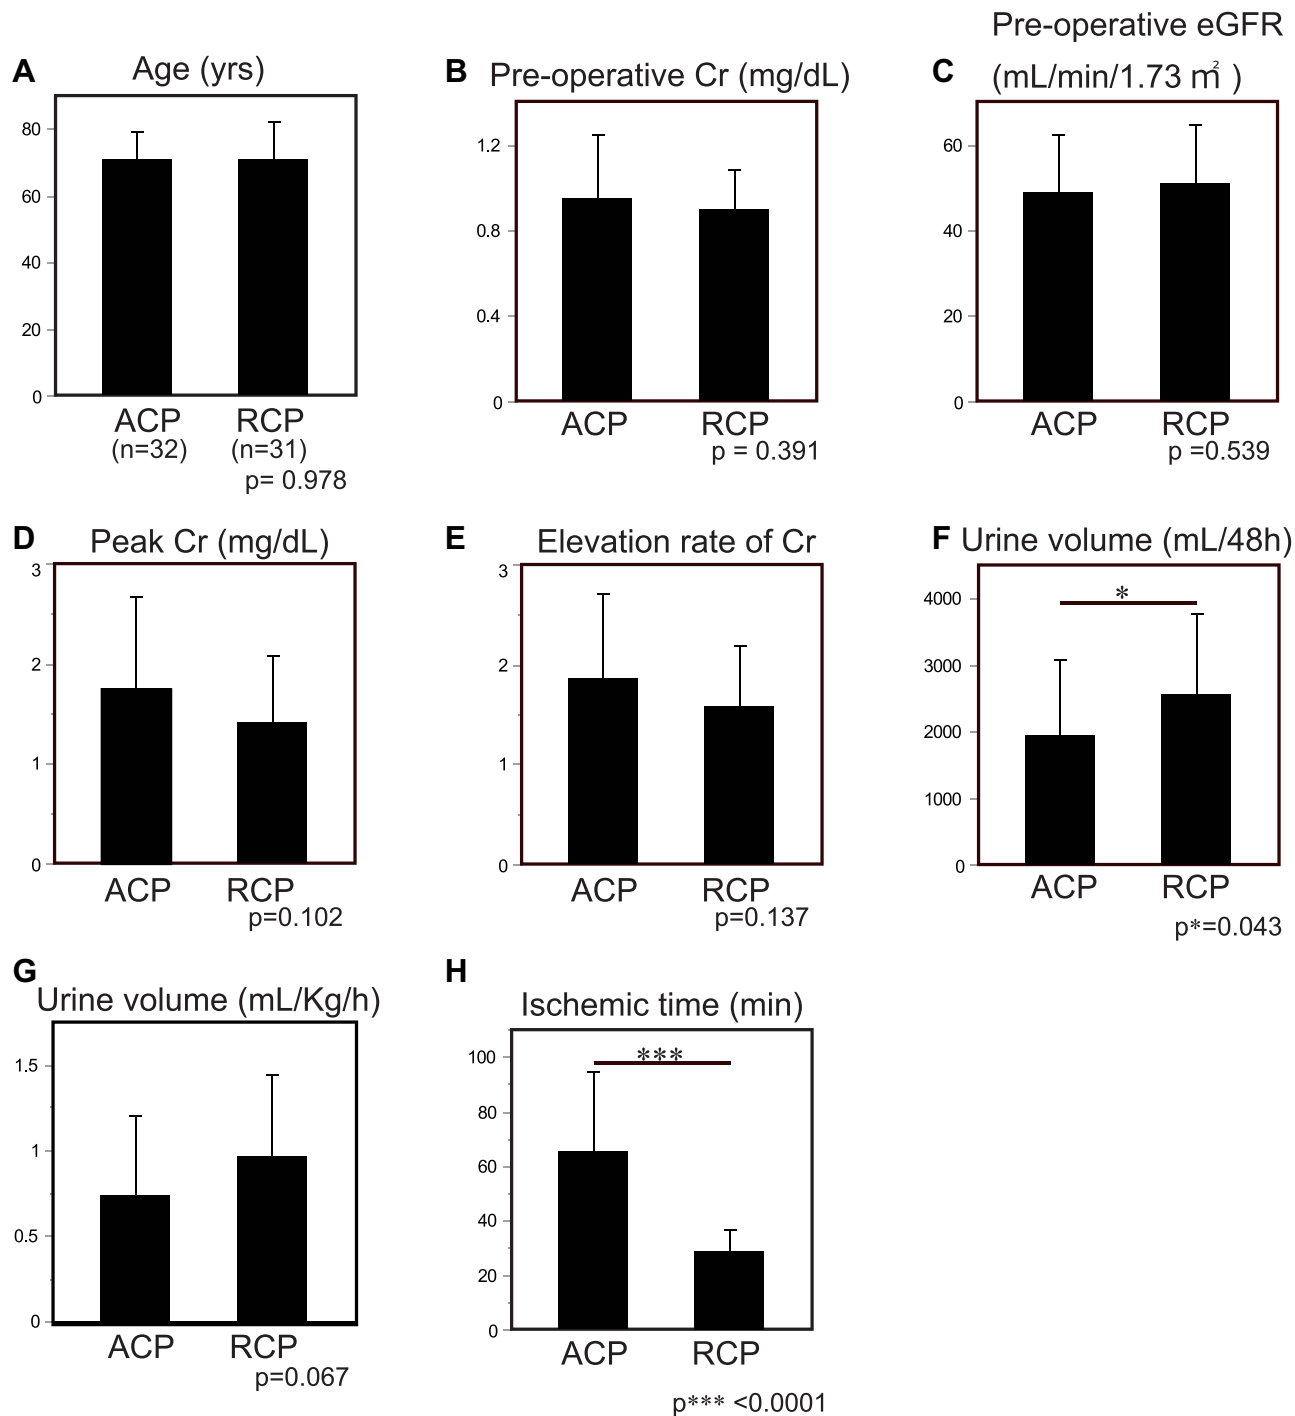 A
Age (yrs)
80
60
40
20
0
ACP
RCP
(n=32)
(n=31)
p= 0.978
B
Pre-operative Cr (mg/dL)
1.2
0.8
0.4
0
ACP
RCP
p = 0.391
C
Pre-operative eGFR
(mL/min/1.73 m² )
60
40
20
0
ACP
RCP
p =0.539
D
Peak Cr (mg/dL)
3
2
1
0
ACP
RCP
p=0.102
E
Elevation rate of Cr
3
2
1
0
ACP
RCP
p=0.137
F
Urine volume (mL/48h)
*
4000
3000
2000
1000
0
ACP
RCP
p*=0.043
G
Urine volume (mL/Kg/h)
1.5
1
0.5
0
ACP
RCP
p=0.067
H
Ischemic time (min)
***
100
80
60
40
20
0
ACP
RCP
p*** <0.0001